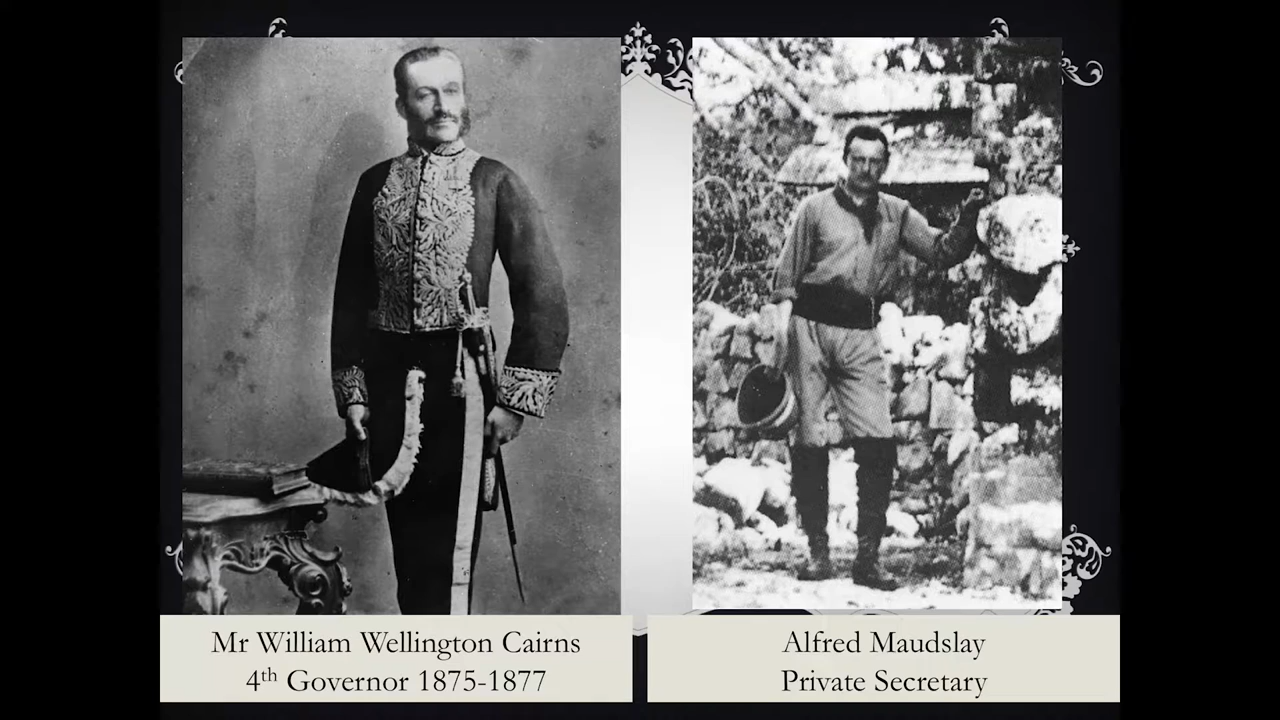 Mr William Wellington Cairns
4th Governor 1875-1877
Alfred Maudslay
Private Secretary